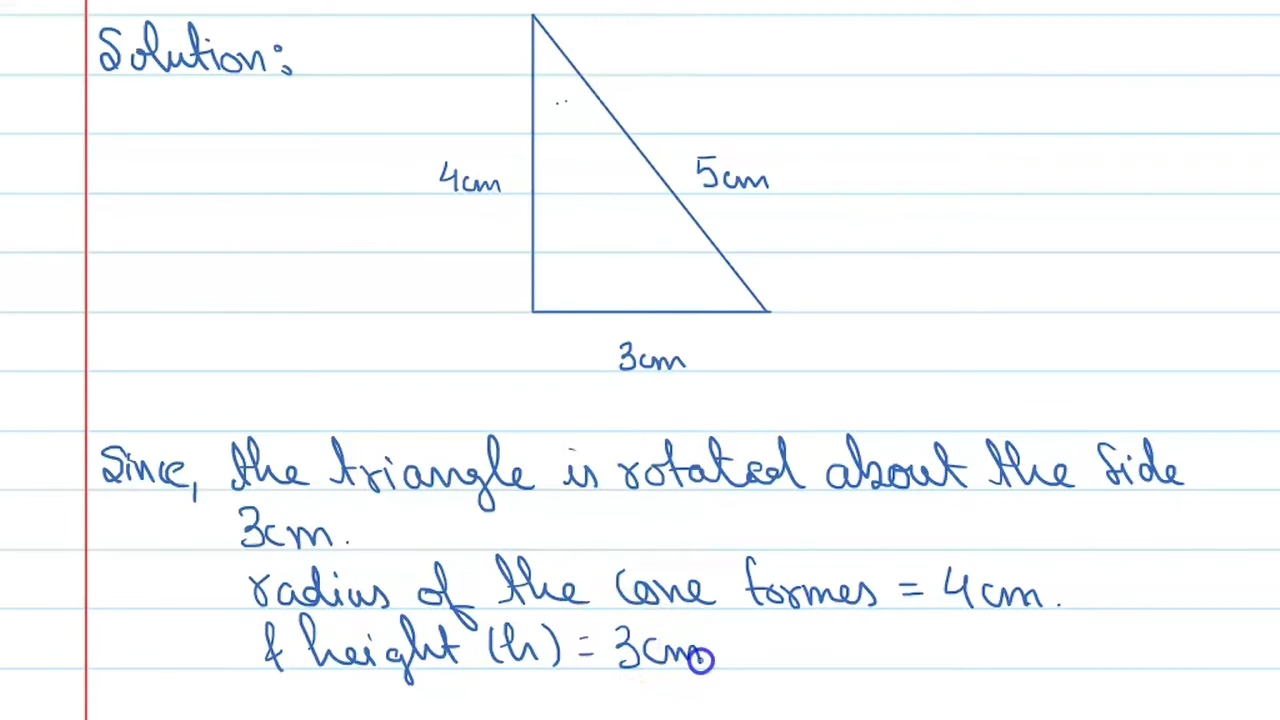 Solution:
4cm
5cm
3cm
Since, the triangle is rotated about the side
3cm.
radius of the cone formes = 4cm.
& height (h) = 3cm